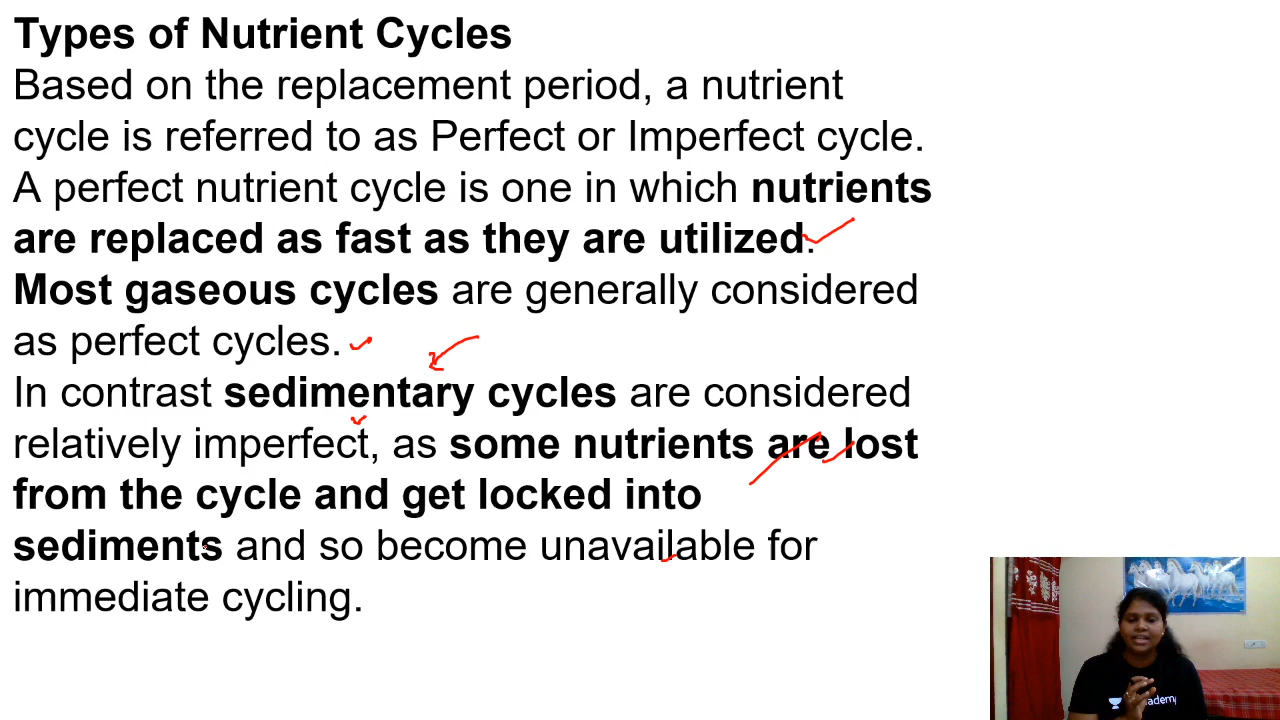 Types of Nutrient Cycles
Based on the replacement period, a nutrient
cycle is referred to as Perfect or Imperfect cycle.
A perfect nutrient cycle is one in which nutrients
are replaced as fast as they are utilized.
Most gaseous cycles are generally considered
as perfect cycles.
In contrast sedimentary cycles are considered
relatively imperfect, as some nutrients are lost
from the cycle and get locked into
sediments and so become unavailable for
immediate cycling.